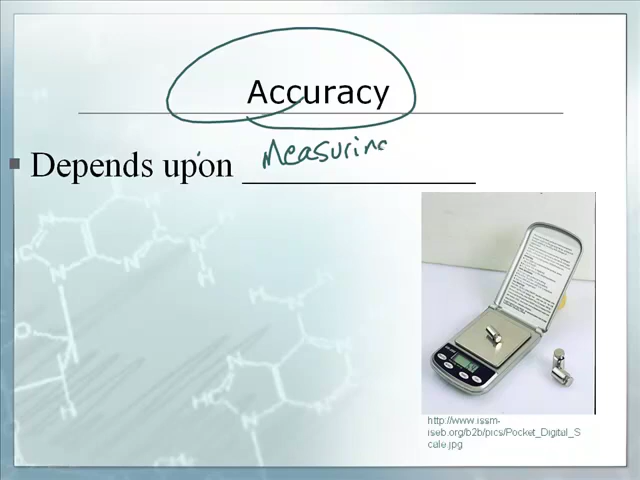 Accuracy
Depends upon Measurinc
http://www.issm-
iseb.org/b2b/pics/Pocket_Digital_S
cale.jpg